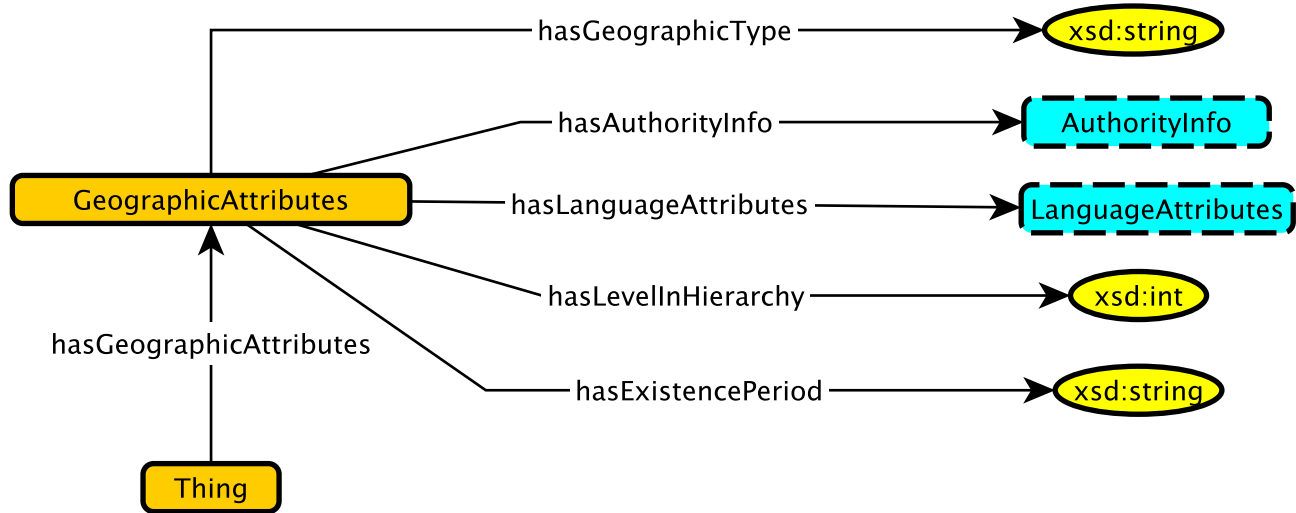 hasGeographicType
xsd:string
hasAuthorityInfo
AuthorityInfo
GeographicAttributes
hasLanguageAttributes
LanguageAttributes
hasLevelInHierarchy
xsd:int
hasGeographicAttributes
hasExistencePeriod
xsd:string
Thing